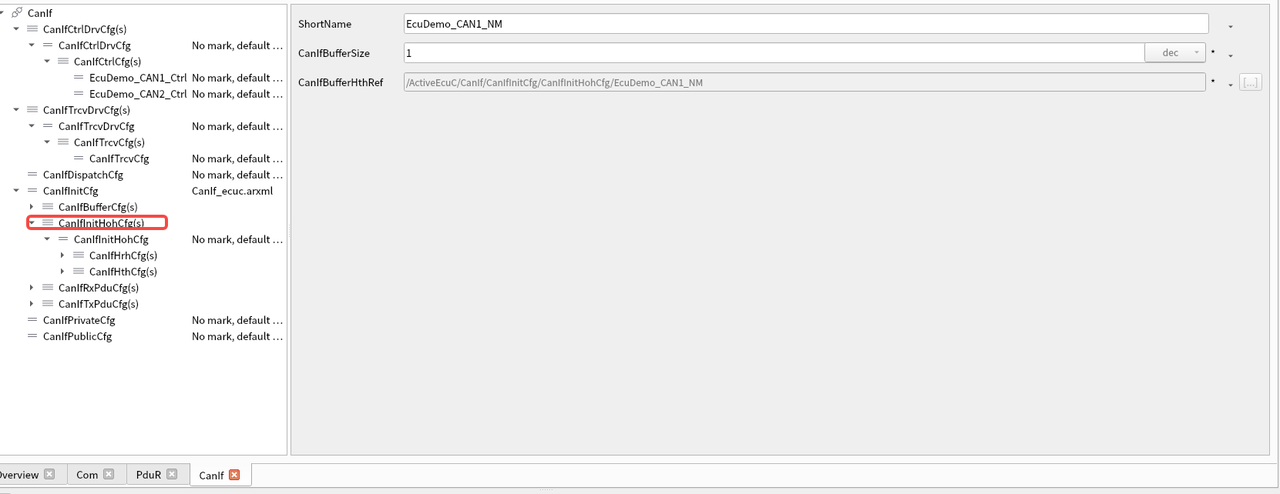 CanIf
CanIfCtrlDrvCfg(s)
CanIfCtrlDrvCfg No mark, default ...
CanIfCtrlCfg(s)
EcuDemo_CAN1_Ctrl No mark, default ...
EcuDemo_CAN2_Ctrl No mark, default ...
CanIfTrcvDrvCfg(s)
CanIfTrcvDrvCfg No mark, default ...
CanIfTrcvCfg(s)
CanIfTrcvCfg No mark, default ...
CanIfDispatchCfg No mark, default ...
CanIfInitCfg CanIf_ecuc.arxml
CanIfBufferCfg(s)
CanIfInitHohCfg(s)
CanIfInitHohCfg No mark, default ...
CanIfHrhCfg(s)
CanIfHthCfg(s)
CanIfRxPduCfg(s)
CanIfTxPduCfg(s)
CanIfPrivateCfg No mark, default ...
CanIfPublicCfg No mark, default ...
ShortName EcuDemo_CAN1_NM
CanIfBufferSize 1 dec *
CanIfBufferHthRef /ActiveEcuC/CanIf/CanIfInitCfg/CanIfInitHohCfg/EcuDemo_CAN1_NM * [...]
verview Com PduR CanIf